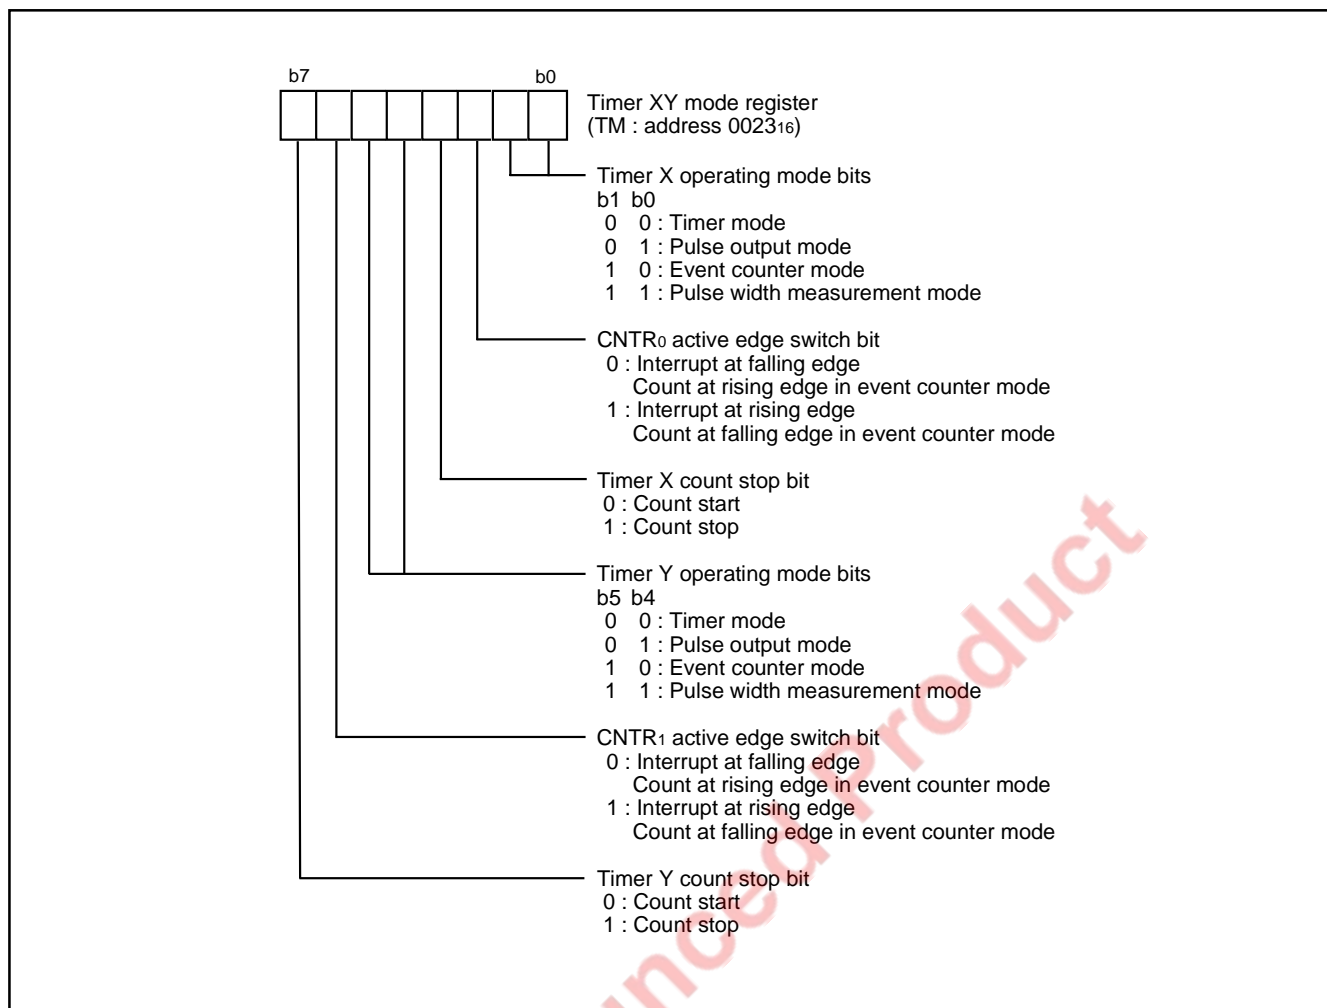 b7 b0
Timer XY mode register
(TM : address 002316)
Timer X operating mode bits
b1 b0
0 0 : Timer mode
0 1 : Pulse output mode
1 0 : Event counter mode
1 1 : Pulse width measurement mode
CNTR0 active edge switch bit
0 : Interrupt at falling edge
Count at rising edge in event counter mode
1 : Interrupt at rising edge
Count at falling edge in event counter mode
Timer X count stop bit
0 : Count start
1 : Count stop
Timer Y operating mode bits
b5 b4
0 0 : Timer mode
0 1 : Pulse output mode
1 0 : Event counter mode
1 1 : Pulse width measurement mode
CNTR1 active edge switch bit
0 : Interrupt at falling edge
Count at rising edge in event counter mode
1 : Interrupt at rising edge
Count at falling edge in event counter mode
Timer Y count stop bit
0 : Count start
1 : Count stop
unced Product